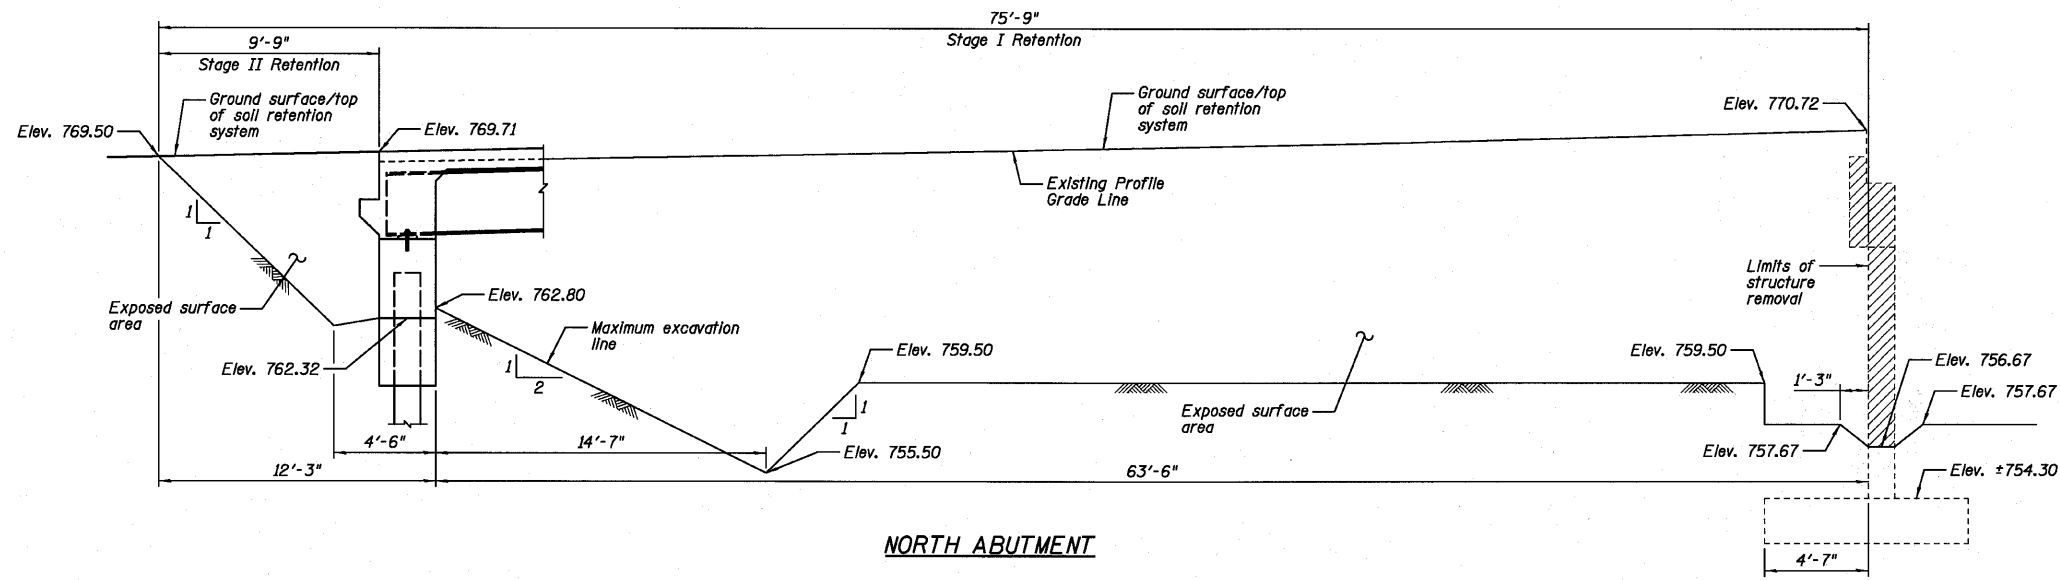 75'-9"
Stage I Retention
9'-9"
Stage II Retention
Ground surface/top
of soil retention
system
Elev. 769.50
Elev. 769.71
Ground surface/top
of soil retention
system
Elev. 770.72
Existing Profile
Grade Line
1
1
Exposed surface
area
Limits of
structure
removal
Elev. 762.80
Maximum excavation
line
Elev. 762.32
1
2
Elev. 759.50
Elev. 759.50
1
1
1'-3"
Elev. 756.67
Elev. 757.67
Exposed surface
area
4'-6"
14'-7"
Elev. 755.50
Elev. 757.67
12'-3"
63'-6"
Elev. ±754.30
NORTH ABUTMENT
4'-7"